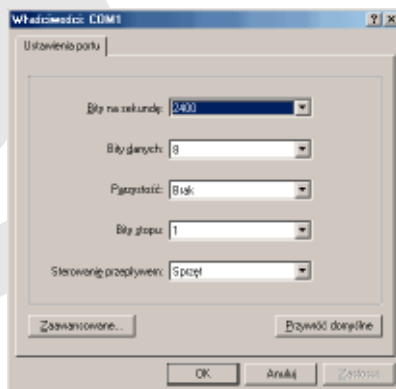 Właściwości: COM1
Ustawienia portu
Bity na sekundę: 2400
Bity danych: 8
Parzystość: Brak
Bity stopu: 1
Sterowanie przepływem: Sprzęt
Zaawansowane... Przywróć domyślne
OK Anuluj Zastosuj